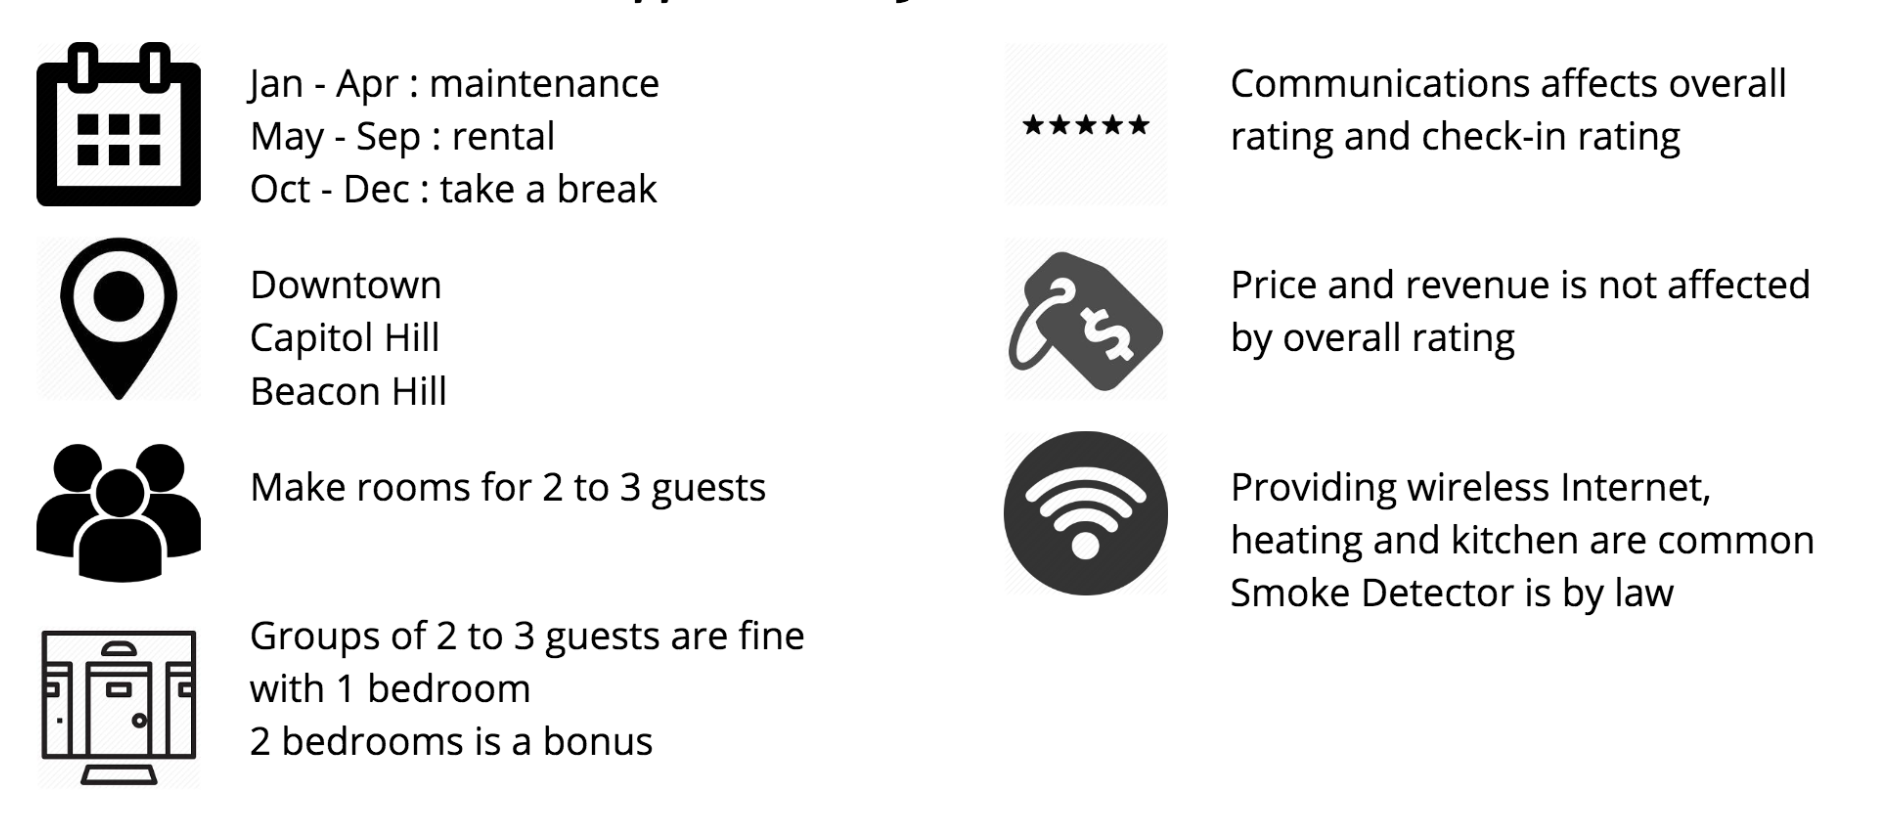 Jan - Apr : maintenance
May - Sep : rental
Oct - Dec : take a break
Downtown
Capitol Hill
Beacon Hill
Make rooms for 2 to 3 guests
Groups of 2 to 3 guests are fine
with 1 bedroom
2 bedrooms is a bonus
Communications affects overall
rating and check-in rating
Price and revenue is not affected
by overall rating
Providing wireless Internet,
heating and kitchen are common
Smoke Detector is by law